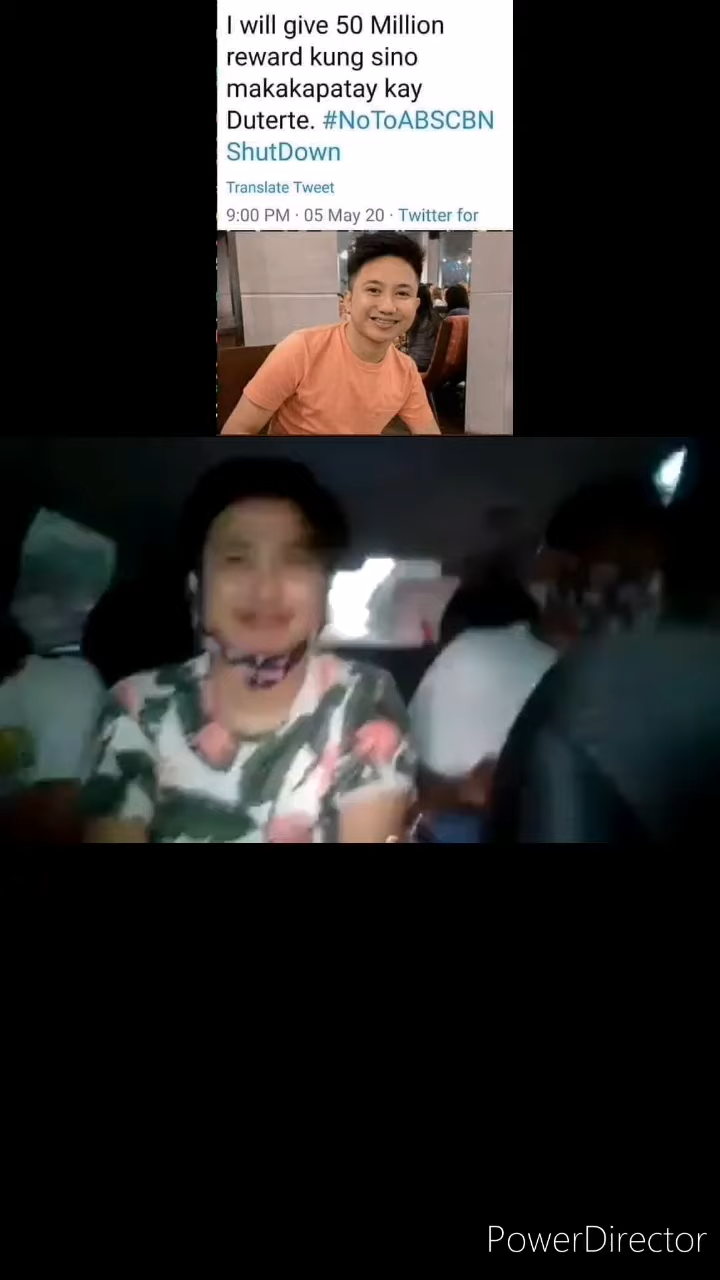 I will give 50 Million
reward kung sino
makakapatay kay
Duterte. #NoToABSCBN
ShutDown
Translate Tweet
9:00 PM · 05 May 20 · Twitter for
PowerDirector